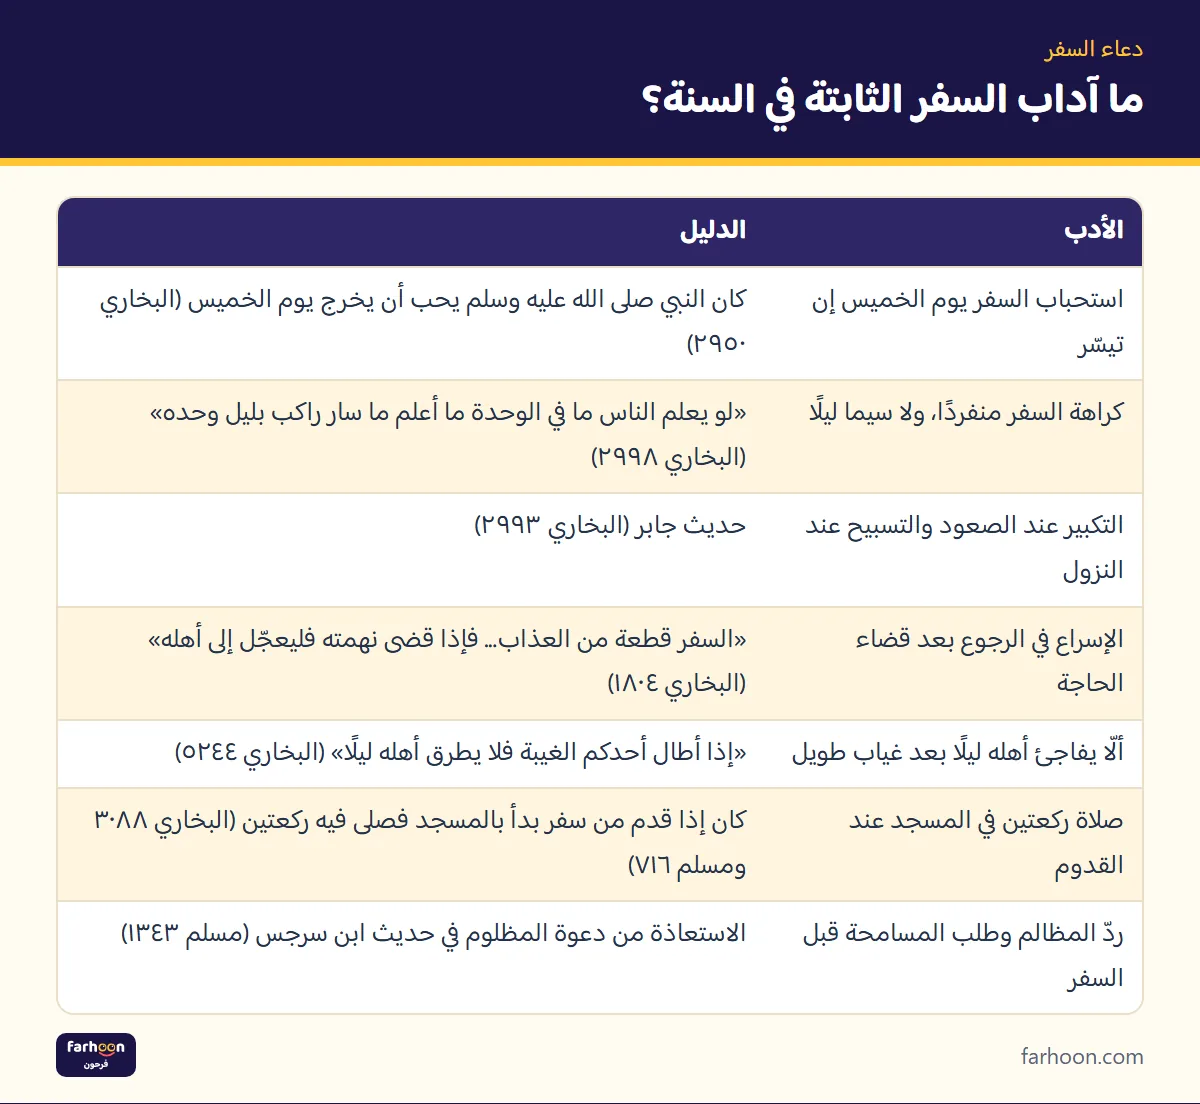 دعاء السفر
ما آداب السفر الثابتة في السنة؟
الأدب
الدليل
استحباب السفر يوم الخميس إن
تيسّر
كان النبي صلى الله عليه وسلم يحب أن يخرج يوم الخميس (البخاري
٢٩٥٠)
كراهة السفر منفردًا، ولا سيما ليلًا
«لو يعلم الناس ما في الوحدة ما أعلم ما سار راكب بليل وحده»
(البخاري ٢٩٩٨)
التكبير عند الصعود والتسبيح عند
النزول
حديث جابر (البخاري ٢٩٩٣)
الإسراع في الرجوع بعد قضاء
الحاجة
«السفر قطعة من العذاب... فإذا قضى نهمته فليعجّل إلى أهله»
(البخاري ١٨٠٤)
ألّا يفاجئ أهله ليلًا بعد غياب طويل
«إذا أطال أحدكم الغيبة فلا يطرق أهله ليلًا» (البخاري ٥٢٤٤)
صلاة ركعتين في المسجد عند
القدوم
كان إذا قدم من سفر بدأ بالمسجد فصلى فيه ركعتين (البخاري ٣٠٨٨
ومسلم ٧١٦)
ردّ المظالم وطلب المسامحة قبل
السفر
الاستعاذة من دعوة المظلوم في حديث ابن سرجس (مسلم ١٣٤٣)
farhoon.com
farhoon
فرحون